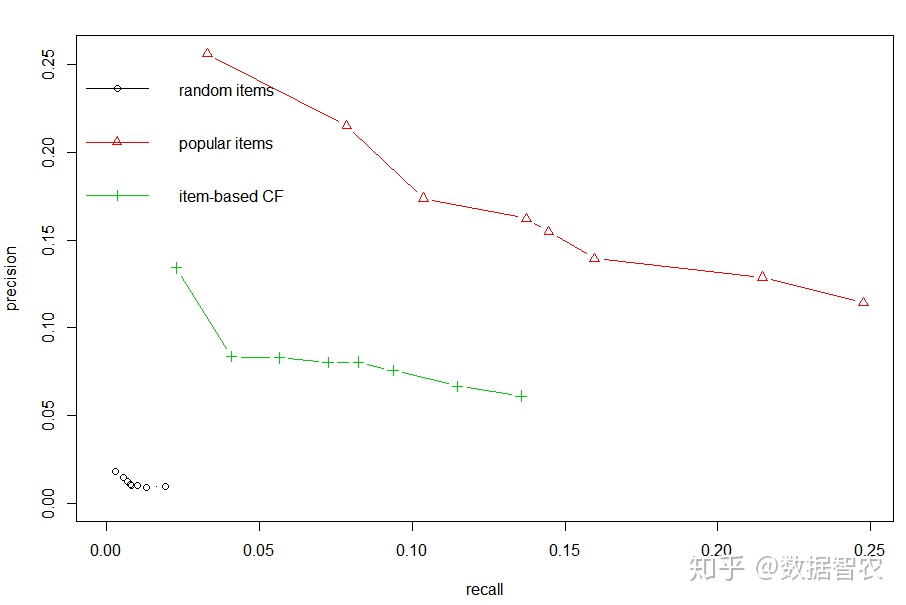 0.25
0.20
0.15
0.10
0.05
0.00
precision
random items
popular items
item-based CF
0.00 0.05 0.10 0.15 0.20 0.25
recall
知乎 @数据智农